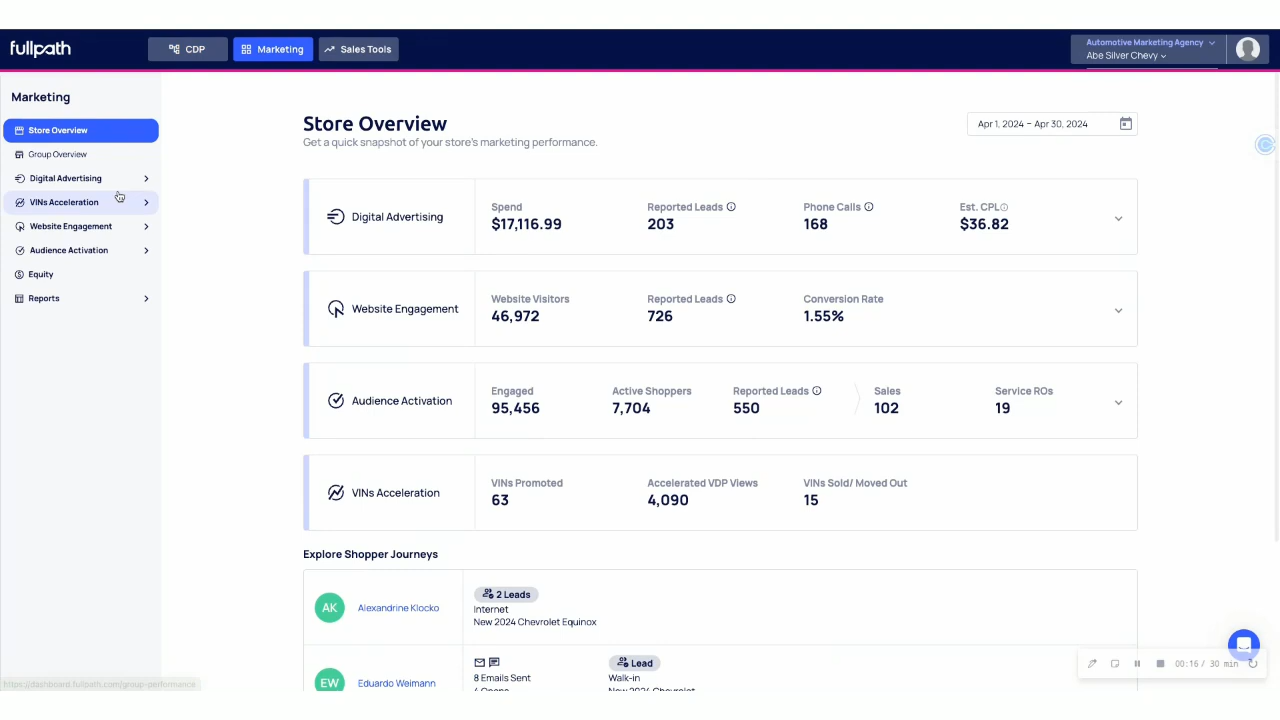 fullpath
CDP
Marketing
Sales Tools
Automotive Marketing Agency
Abe Silver Chevy
Marketing
Store Overview
Group Overview
Digital Advertising
VINs Acceleration
Website Engagement
Audience Activation
Equity
Reports
Store Overview
Get a quick snapshot of your store's marketing performance.
Apr 1, 2024 – Apr 30, 2024
Digital Advertising
Spend
$17,116.99
Reported Leads
203
Phone Calls
168
Est. CPL
$36.82
Website Engagement
Website Visitors
46,972
Reported Leads
726
Conversion Rate
1.55%
Audience Activation
Engaged
95,456
Active Shoppers
7,704
Reported Leads
550
Sales
102
Service ROs
19
VINs Acceleration
VINs Promoted
63
Accelerated VDP Views
4,090
VINs Sold/ Moved Out
15
Explore Shopper Journeys
AK
Alexandrine Klocko
2 Leads
Internet
New 2024 Chevrolet Equinox
EW
Eduardo Weimann
8 Emails Sent
4 Opens
Lead
Walk-in
New 2024 Chevrolet
00:16 / 30 min
https://dashboard.fullpath.com/group-performance